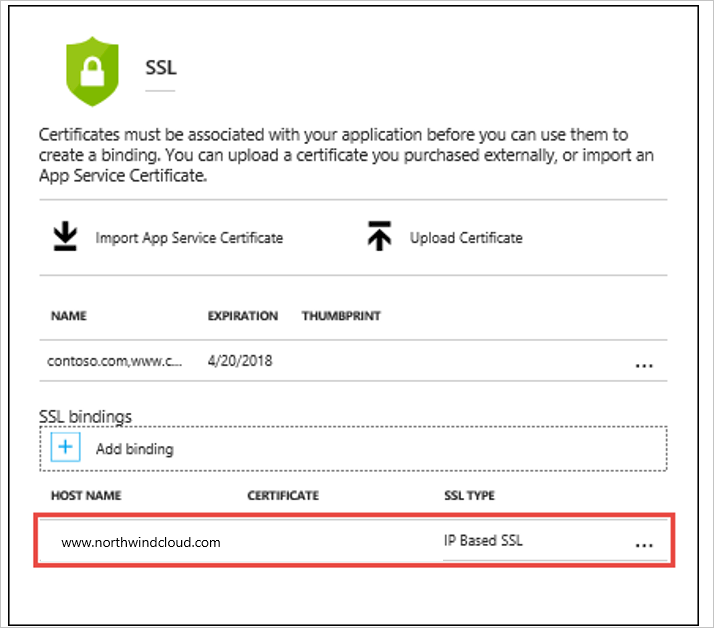 SSL
Certificates must be associated with your application before you can use them to
create a binding. You can upload a certificate you purchased externally, or import an
App Service Certificate.
Import App Service Certificate Upload Certificate
NAME EXPIRATION THUMBPRINT
contoso.com,www.c... 4/20/2018 ...
SSL bindings
+ Add binding
HOST NAME CERTIFICATE SSL TYPE
www.northwindcloud.com IP Based SSL ...